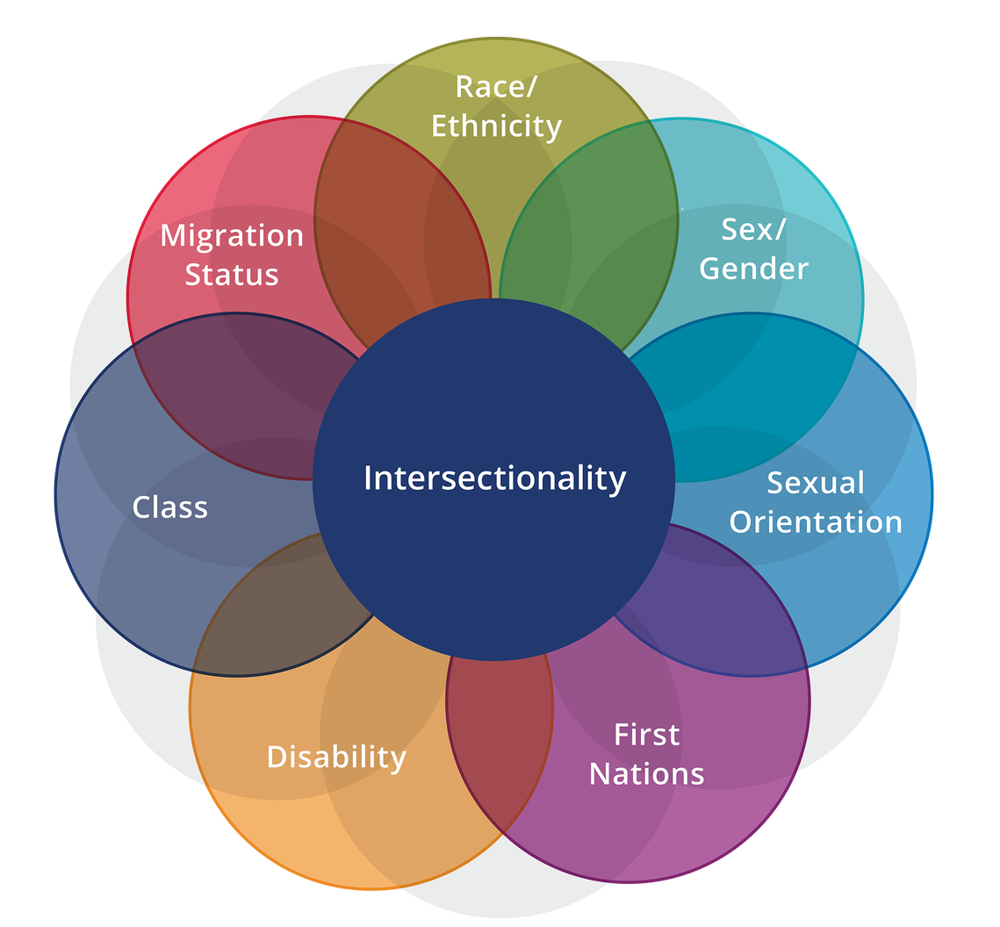 Race/
Ethnicity
Sex/
Gender
Migration
Status
Intersectionality
Sexual
Orientation
Class
First
Nations
Disability